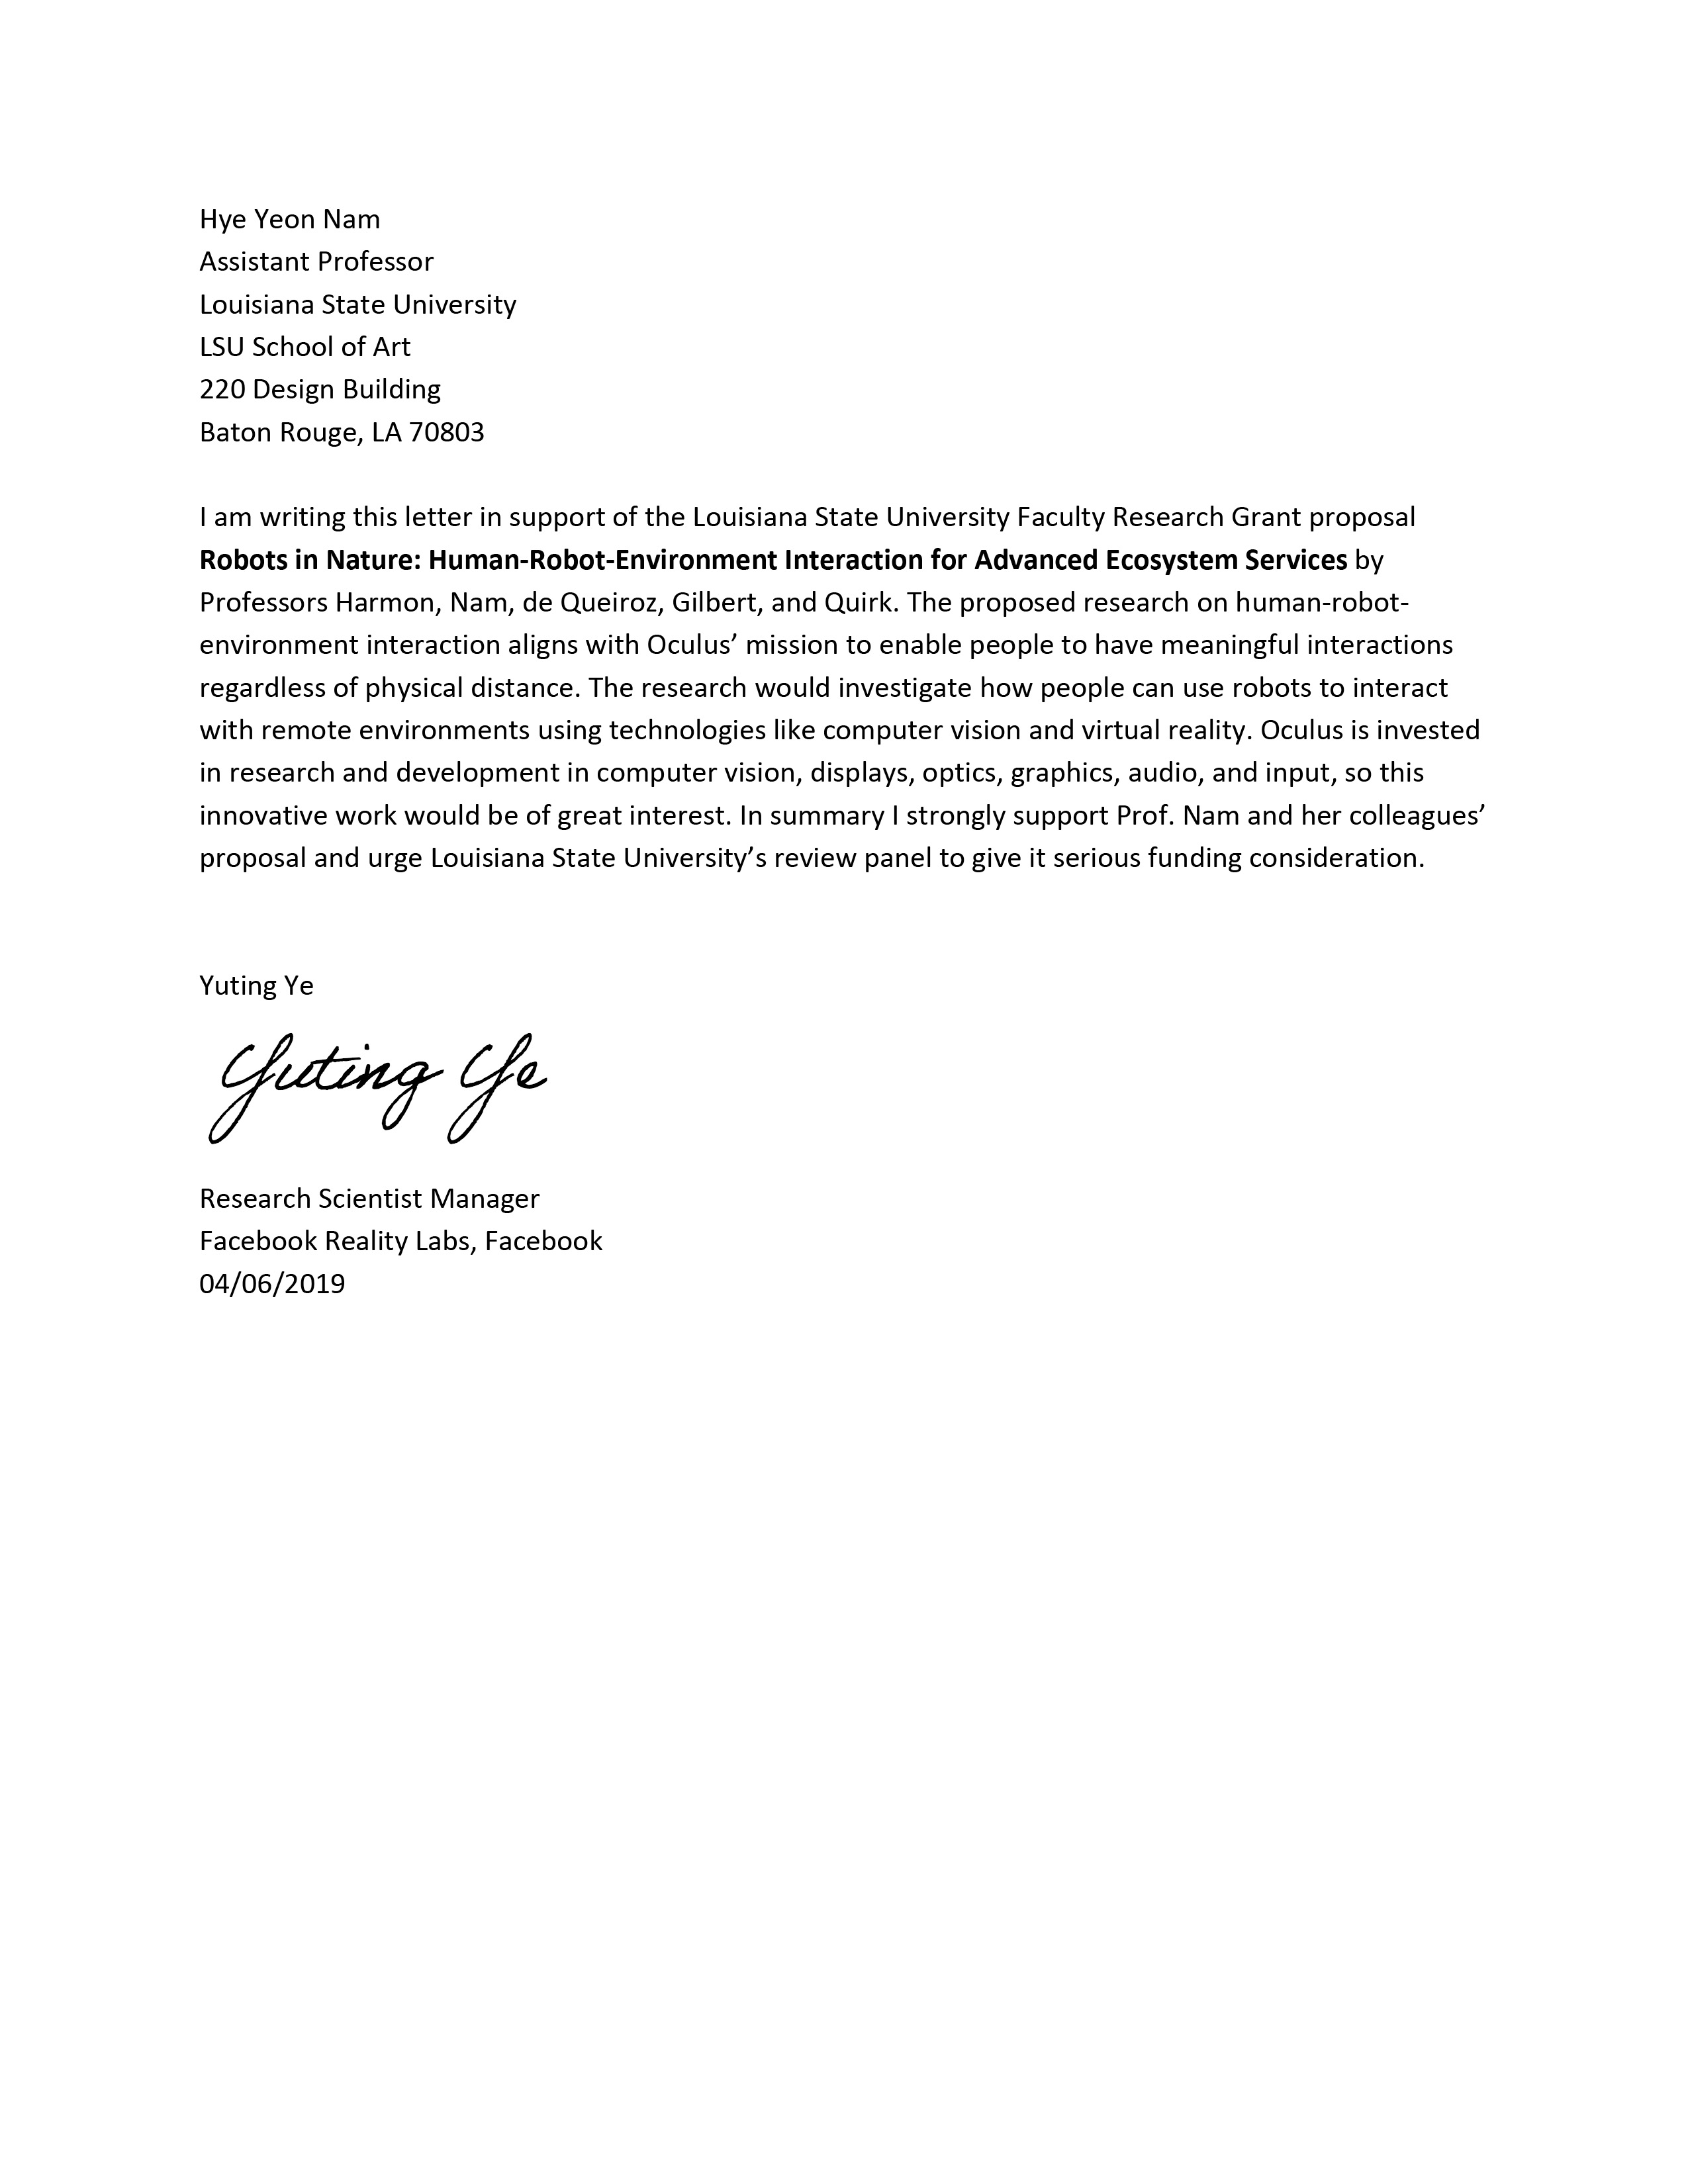 Hye Yeon Nam
Assistant Professor
Louisiana State University
LSU School of Art
220 Design Building
Baton Rouge, LA 70803
I am writing this letter in support of the Louisiana State University Faculty Research Grant proposal
Robots in Nature: Human-Robot-Environment Interaction for Advanced Ecosystem Services by
Professors Harmon, Nam, de Queiroz, Gilbert, and Quirk. The proposed research on human-robot-
environment interaction aligns with Oculus’ mission to enable people to have meaningful interactions
regardless of physical distance. The research would investigate how people can use robots to interact
with remote environments using technologies like computer vision and virtual reality. Oculus is invested
in research and development in computer vision, displays, optics, graphics, audio, and input, so this
innovative work would be of great interest. In summary I strongly support Prof. Nam and her colleagues’
proposal and urge Louisiana State University’s review panel to give it serious funding consideration.
Yuting Ye
Yuting Ye
Research Scientist Manager
Facebook Reality Labs, Facebook
04/06/2019